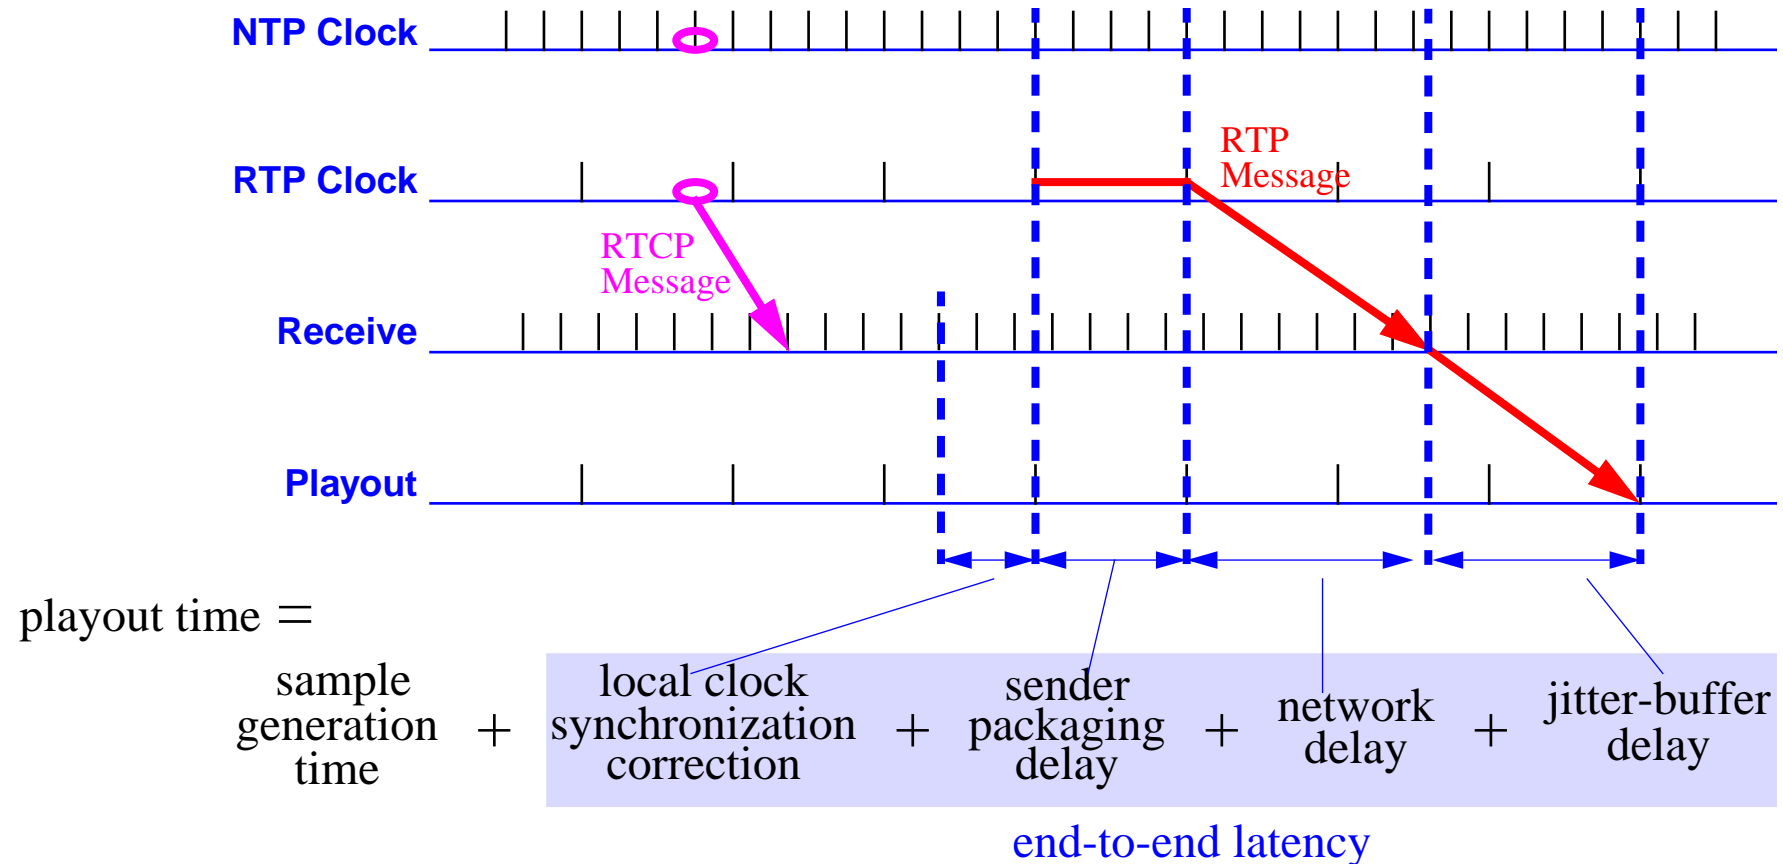 NTP Clock
RTP Clock
RTP
Message
RTCP
Message
Receive
Playout
playout time =
sample
generation
time
+
local clock
synchronization
correction
+
sender
packaging
delay
+
network
delay
+
jitter-buffer
delay
end-to-end latency